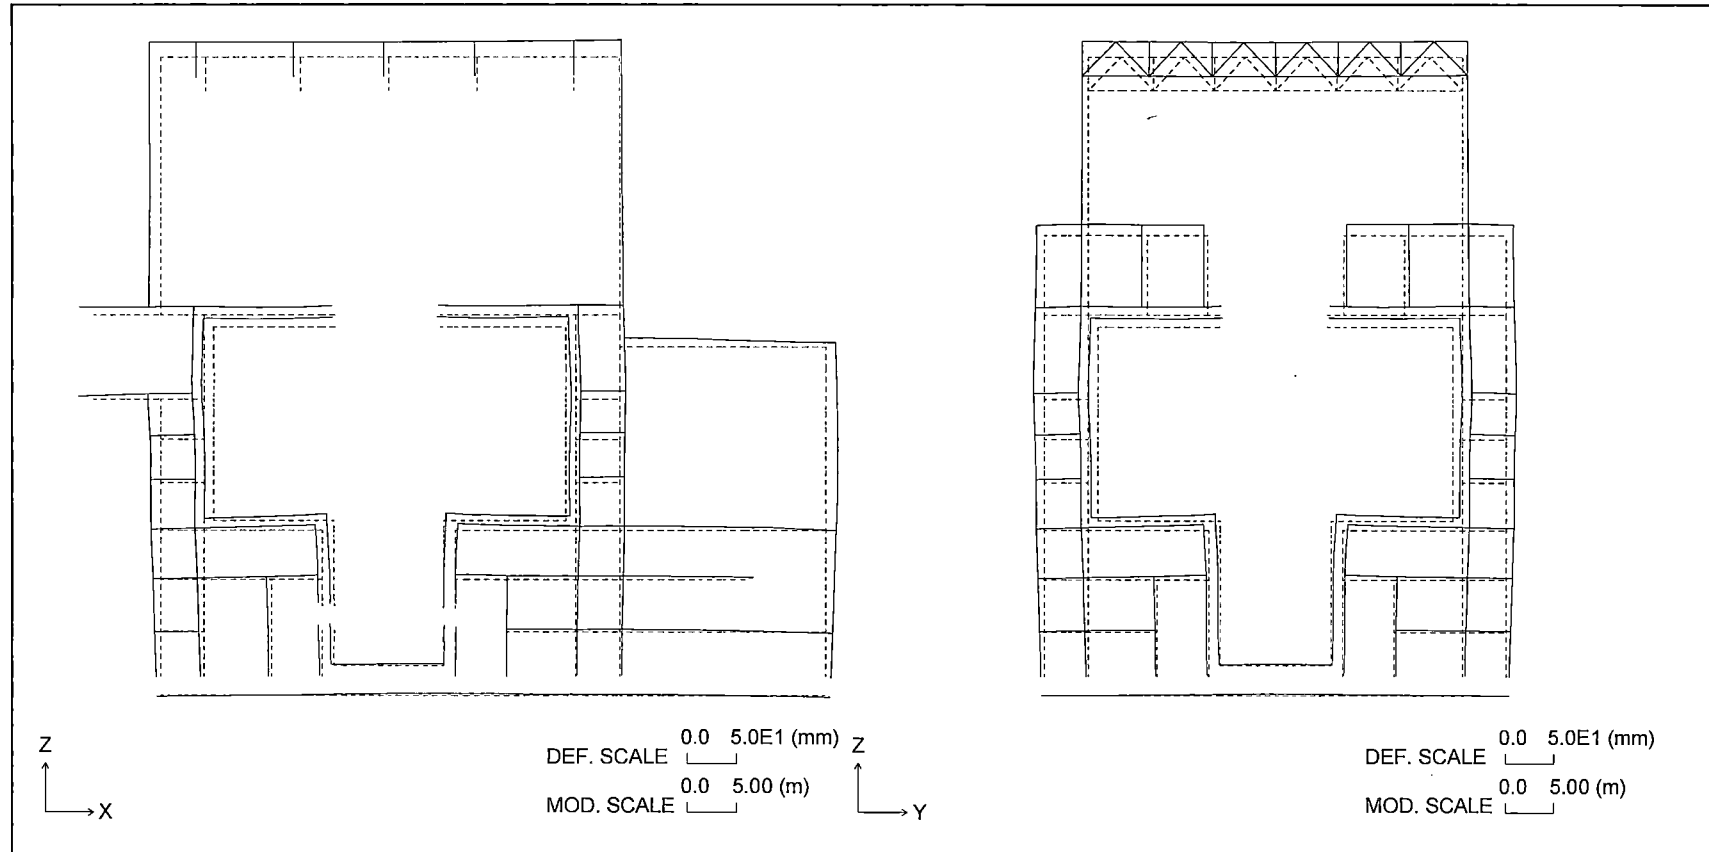 Z
X
DEF. SCALE 0.0 5.0E1 (mm)
MOD. SCALE 0.0 5.00 (m)
Z
Y
DEF. SCALE 0.0 5.0E1 (mm)
MOD. SCALE 0.0 5.00 (m)